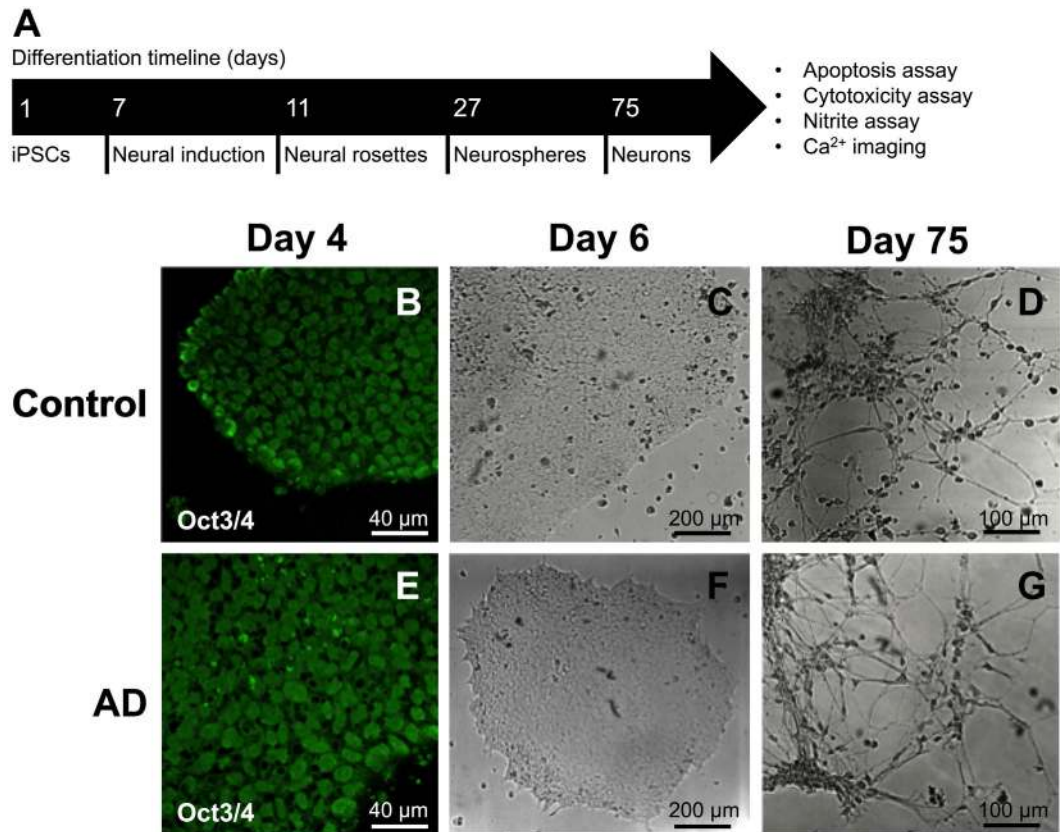 A
Differentiation timeline (days)
1 7 11 27 75
iPSCs Neural induction Neural rosettes Neurospheres Neurons
• Apoptosis assay
• Cytotoxicity assay
• Nitrite assay
• Ca²⁺ imaging
Day 4 Day 6 Day 75
Control
B
Oct3/4
40 µm
C
200 µm
D
100 µm
AD
E
Oct3/4
40 µm
F
200 µm
G
100 µm